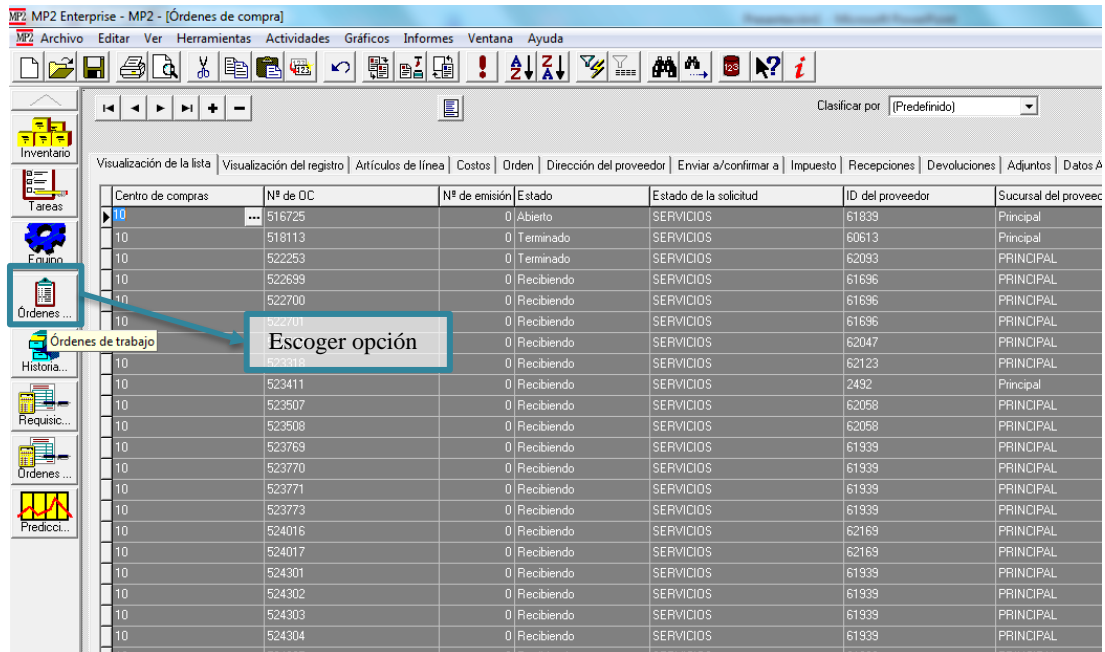 MP2 MP2 Enterprise - MP2 - [Órdenes de compra]
MP2 Archivo Editar Ver Herramientas Actividades Gráficos Informes Ventana Ayuda
Clasificar por (Predefinido)
Inventario
Tareas
Equipo
Órdenes ...
Órdenes de trabajo
Historia...
Requisic...
Órdenes ...
Predicci...
Visualización de la lista Visualización del registro Artículos de línea Costos Orden Dirección del proveedor Enviar a/confirmar a Impuesto Recepciones Devoluciones Adjuntos Datos A
Centro de compras Nº de OC Nº de emisión Estado Estado de la solicitud ID del proveedor Sucursal del proveed
10 ... 516725 0 Abierto SERVICIOS 61839 Principal
10 518113 0 Terminado SERVICIOS 60613 Principal
10 522253 0 Terminado SERVICIOS 62093 PRINCIPAL
10 522699 0 Recibiendo SERVICIOS 61696 PRINCIPAL
10 522700 0 Recibiendo SERVICIOS 61696 PRINCIPAL
10 522701 0 Recibiendo SERVICIOS 61696 PRINCIPAL
Escoger opción
0 Recibiendo SERVICIOS 62047 PRINCIPAL
10 523318 0 Recibiendo SERVICIOS 62123 PRINCIPAL
10 523411 0 Recibiendo SERVICIOS 2492 Principal
10 523507 0 Recibiendo SERVICIOS 62058 PRINCIPAL
10 523508 0 Recibiendo SERVICIOS 62058 PRINCIPAL
10 523769 0 Recibiendo SERVICIOS 61939 PRINCIPAL
10 523770 0 Recibiendo SERVICIOS 61939 PRINCIPAL
10 523771 0 Recibiendo SERVICIOS 61939 PRINCIPAL
10 523773 0 Recibiendo SERVICIOS 61939 PRINCIPAL
10 524016 0 Recibiendo SERVICIOS 62169 PRINCIPAL
10 524017 0 Recibiendo SERVICIOS 62169 PRINCIPAL
10 524301 0 Recibiendo SERVICIOS 61939 PRINCIPAL
10 524302 0 Recibiendo SERVICIOS 61939 PRINCIPAL
10 524303 0 Recibiendo SERVICIOS 61939 PRINCIPAL
10 524304 0 Recibiendo SERVICIOS 61939 PRINCIPAL